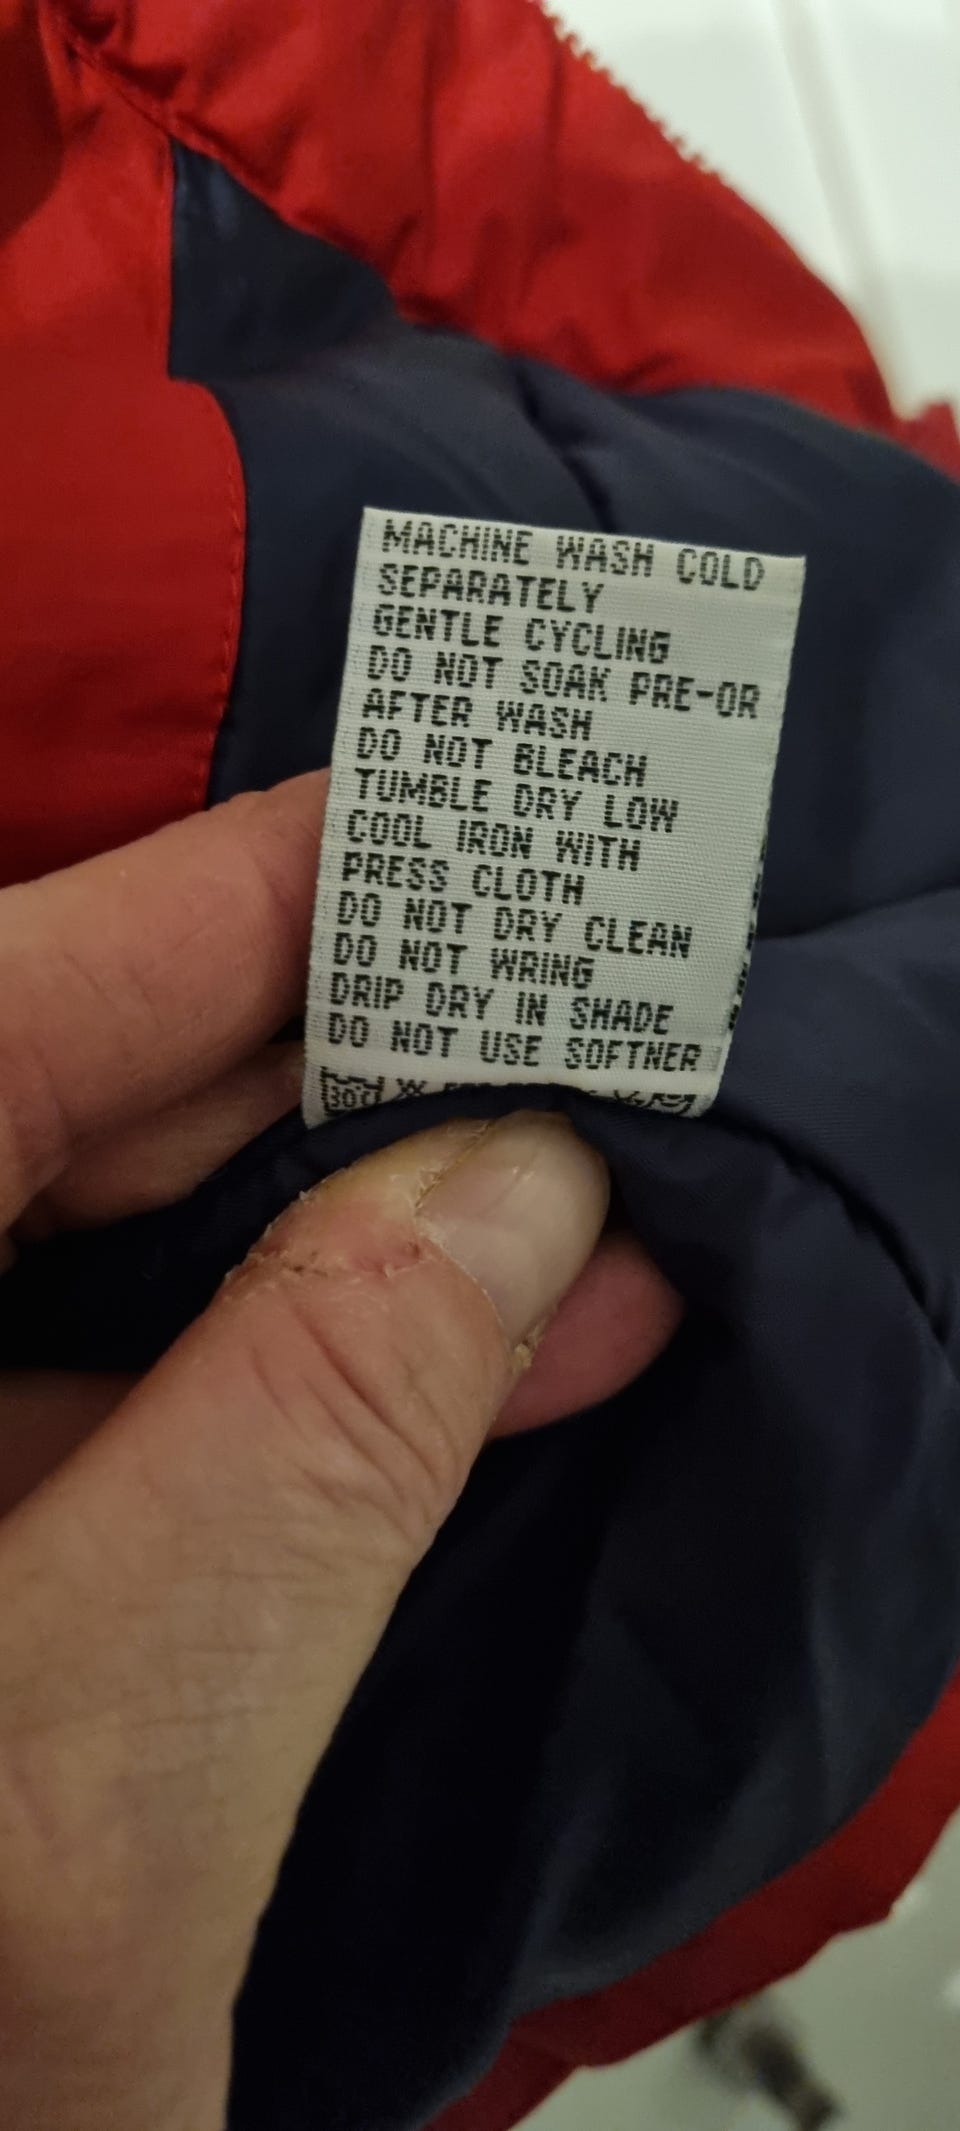 MACHINE WASH COLD
SEPARATELY
GENTLE CYCLING
DO NOT SOAK PRE-OR
AFTER WASH
DO NOT BLEACH
TUMBLE DRY LOW
COOL IRON WITH
PRESS CLOTH
DO NOT DRY CLEAN
DO NOT WRING
DRIP DRY IN SHADE
DO NOT USE SOFTNER
30°C